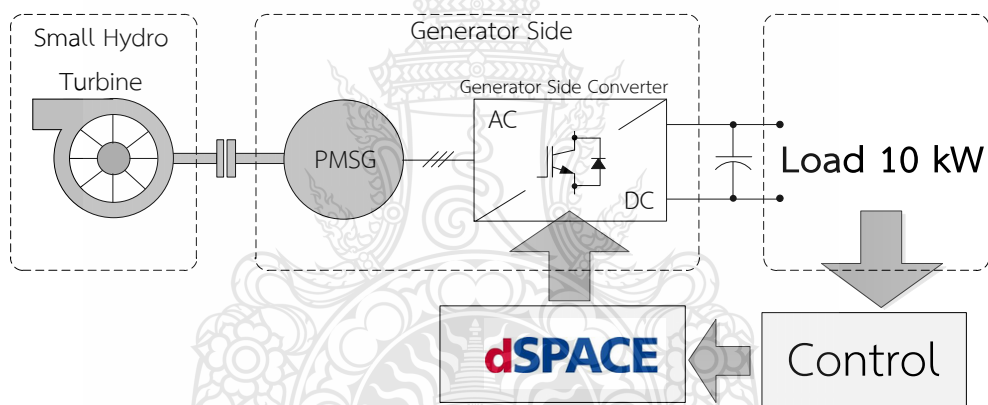 Small Hydro
Turbine
Generator Side
Generator Side Converter
AC
PMSG
DC
Load 10 kW
dSPACE
Control